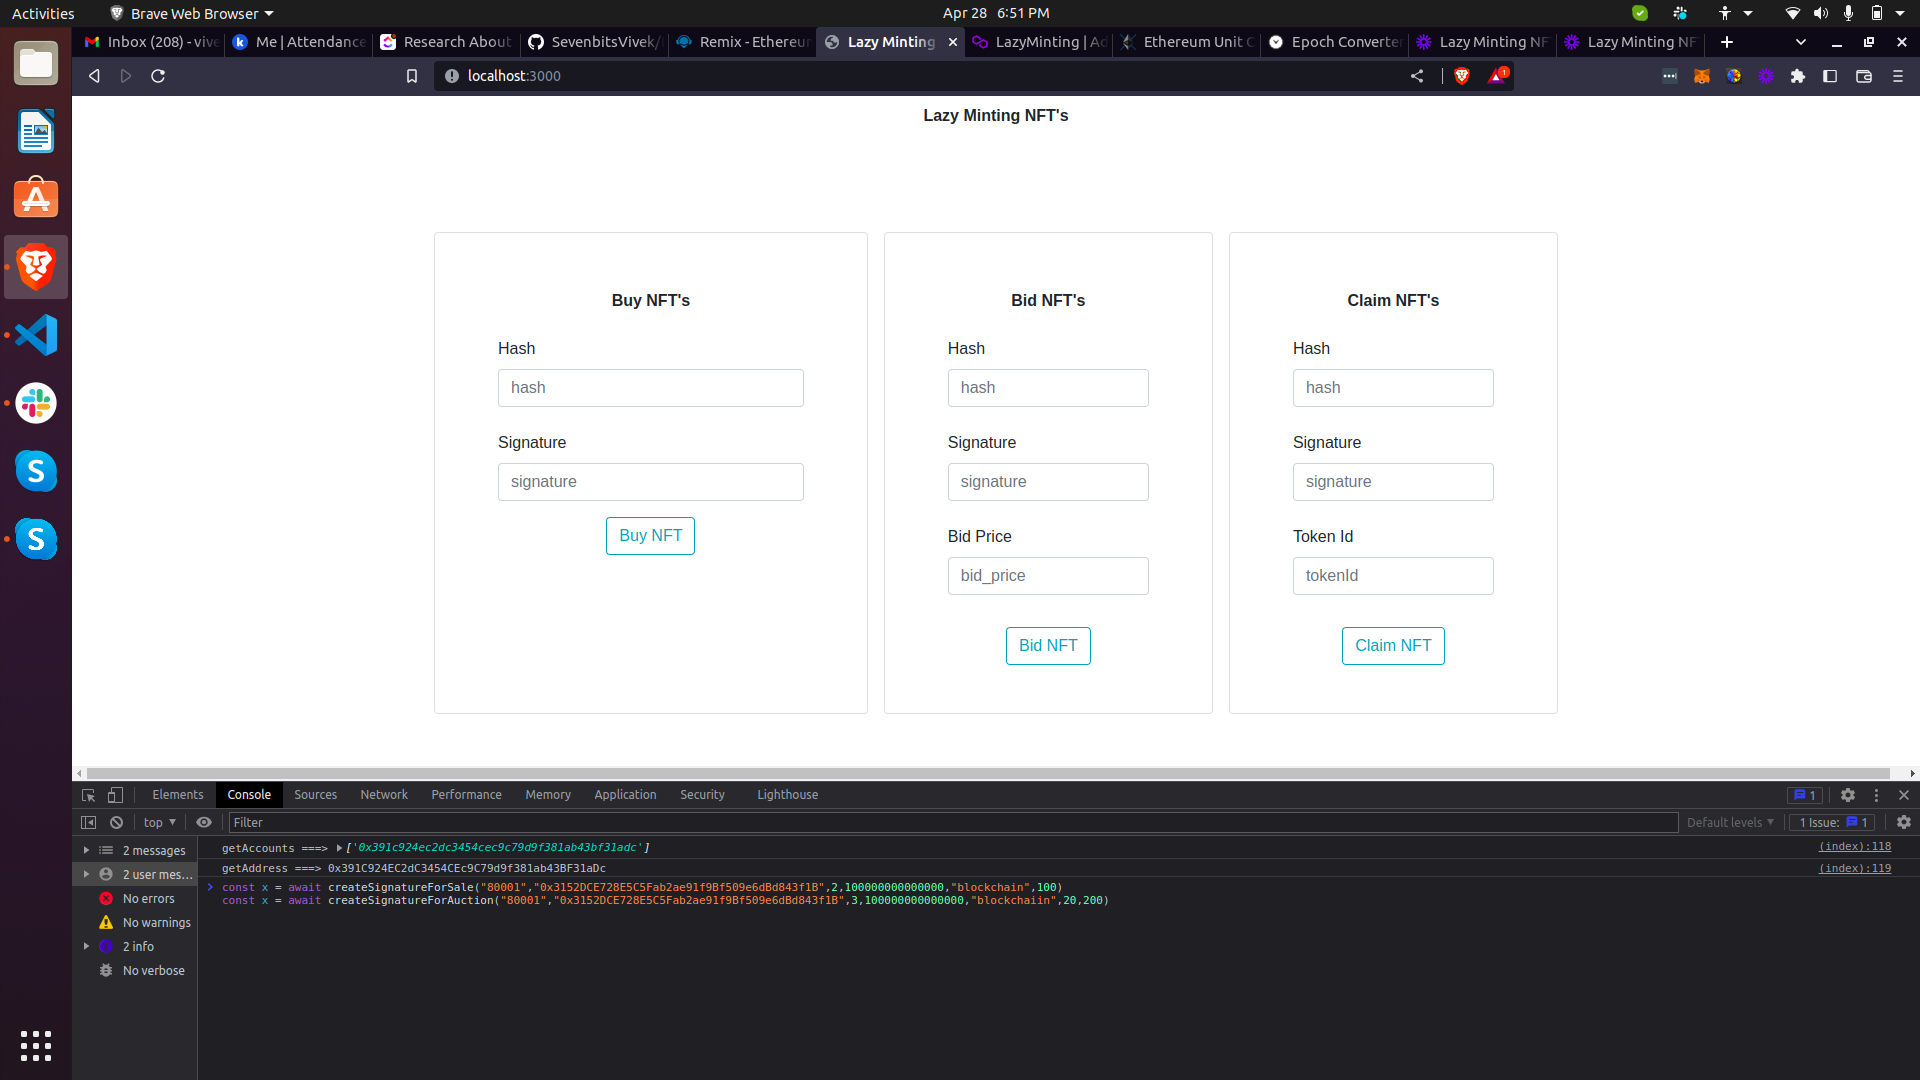 Activities
Brave Web Browser
Apr 28 6:51 PM
Inbox (208) - vive
Me | Attendance
Research About
SevenbitsVivek/
Remix - Ethereum
Lazy Minting
LazyMinting | Ad
Ethereum Unit C
Epoch Converter
Lazy Minting NF
Lazy Minting NF
localhost:3000
1
Lazy Minting NFT's
Buy NFT's
Hash
hash
Signature
signature
Buy NFT
Bid NFT's
Hash
hash
Signature
signature
Bid Price
bid_price
Bid NFT
Claim NFT's
Hash
hash
Signature
signature
Token Id
tokenId
Claim NFT
Elements
Console
Sources
Network
Performance
Memory
Application
Security
Lighthouse
1
top
Filter
Default levels
1 Issue: 1
2 messages
2 user mes...
No errors
No warnings
2 info
No verbose
getAccounts ===> ['0x391c924ec2dc3454cec9c79d9f381ab43bf31adc']
(index):118
getAddress ===> 0x391C924EC2dC3454CEc9C79d9f381ab43BF31aDc
(index):119
const x = await createSignatureForSale("80001","0x3152DCE728E5C5Fab2ae91f9Bf509e6dBd843f1B",2,100000000000000,"blockchain",100)
const x = await createSignatureForAuction("80001","0x3152DCE728E5C5Fab2ae91f9Bf509e6dBd843f1B",3,100000000000000,"blockchaiin",20,200)